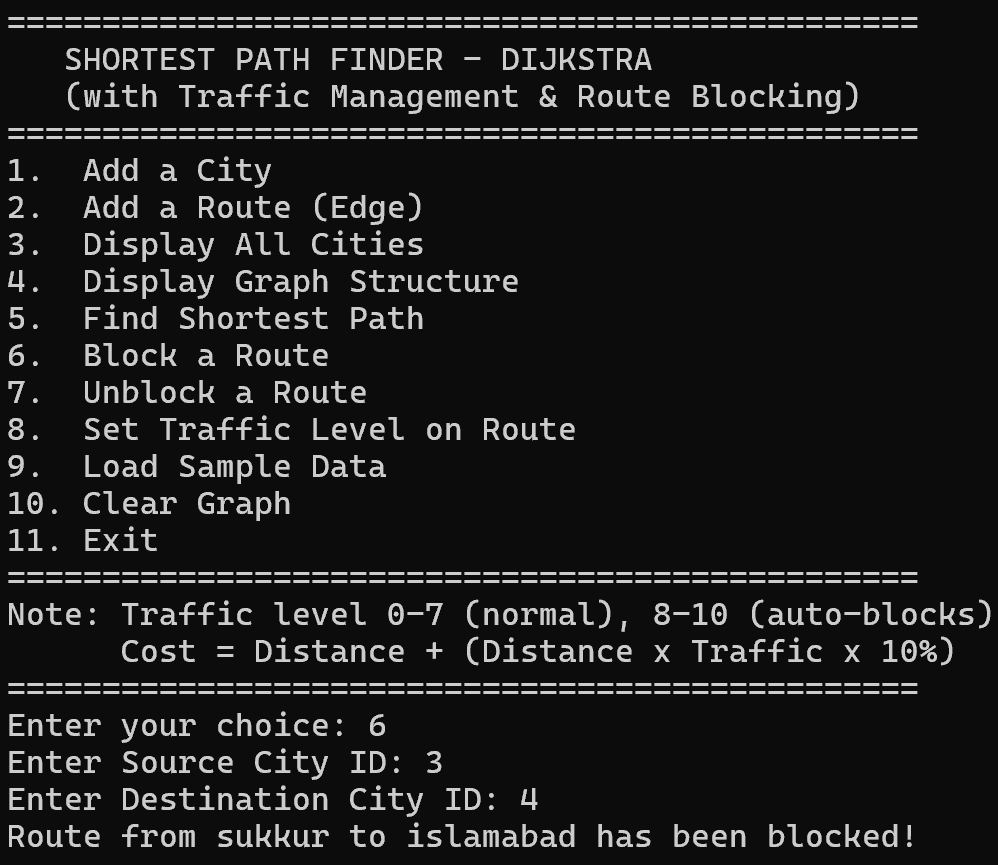 ================================================
SHORTEST PATH FINDER - DIJKSTRA
(with Traffic Management & Route Blocking)
================================================
1.  Add a City
2.  Add a Route (Edge)
3.  Display All Cities
4.  Display Graph Structure
5.  Find Shortest Path
6.  Block a Route
7.  Unblock a Route
8.  Set Traffic Level on Route
9.  Load Sample Data
10. Clear Graph
11. Exit
================================================
Note: Traffic level 0-7 (normal), 8-10 (auto-blocks)
Cost = Distance + (Distance x Traffic x 10%)
================================================
Enter your choice: 6
Enter Source City ID: 3
Enter Destination City ID: 4
Route from sukkur to islamabad has been blocked!